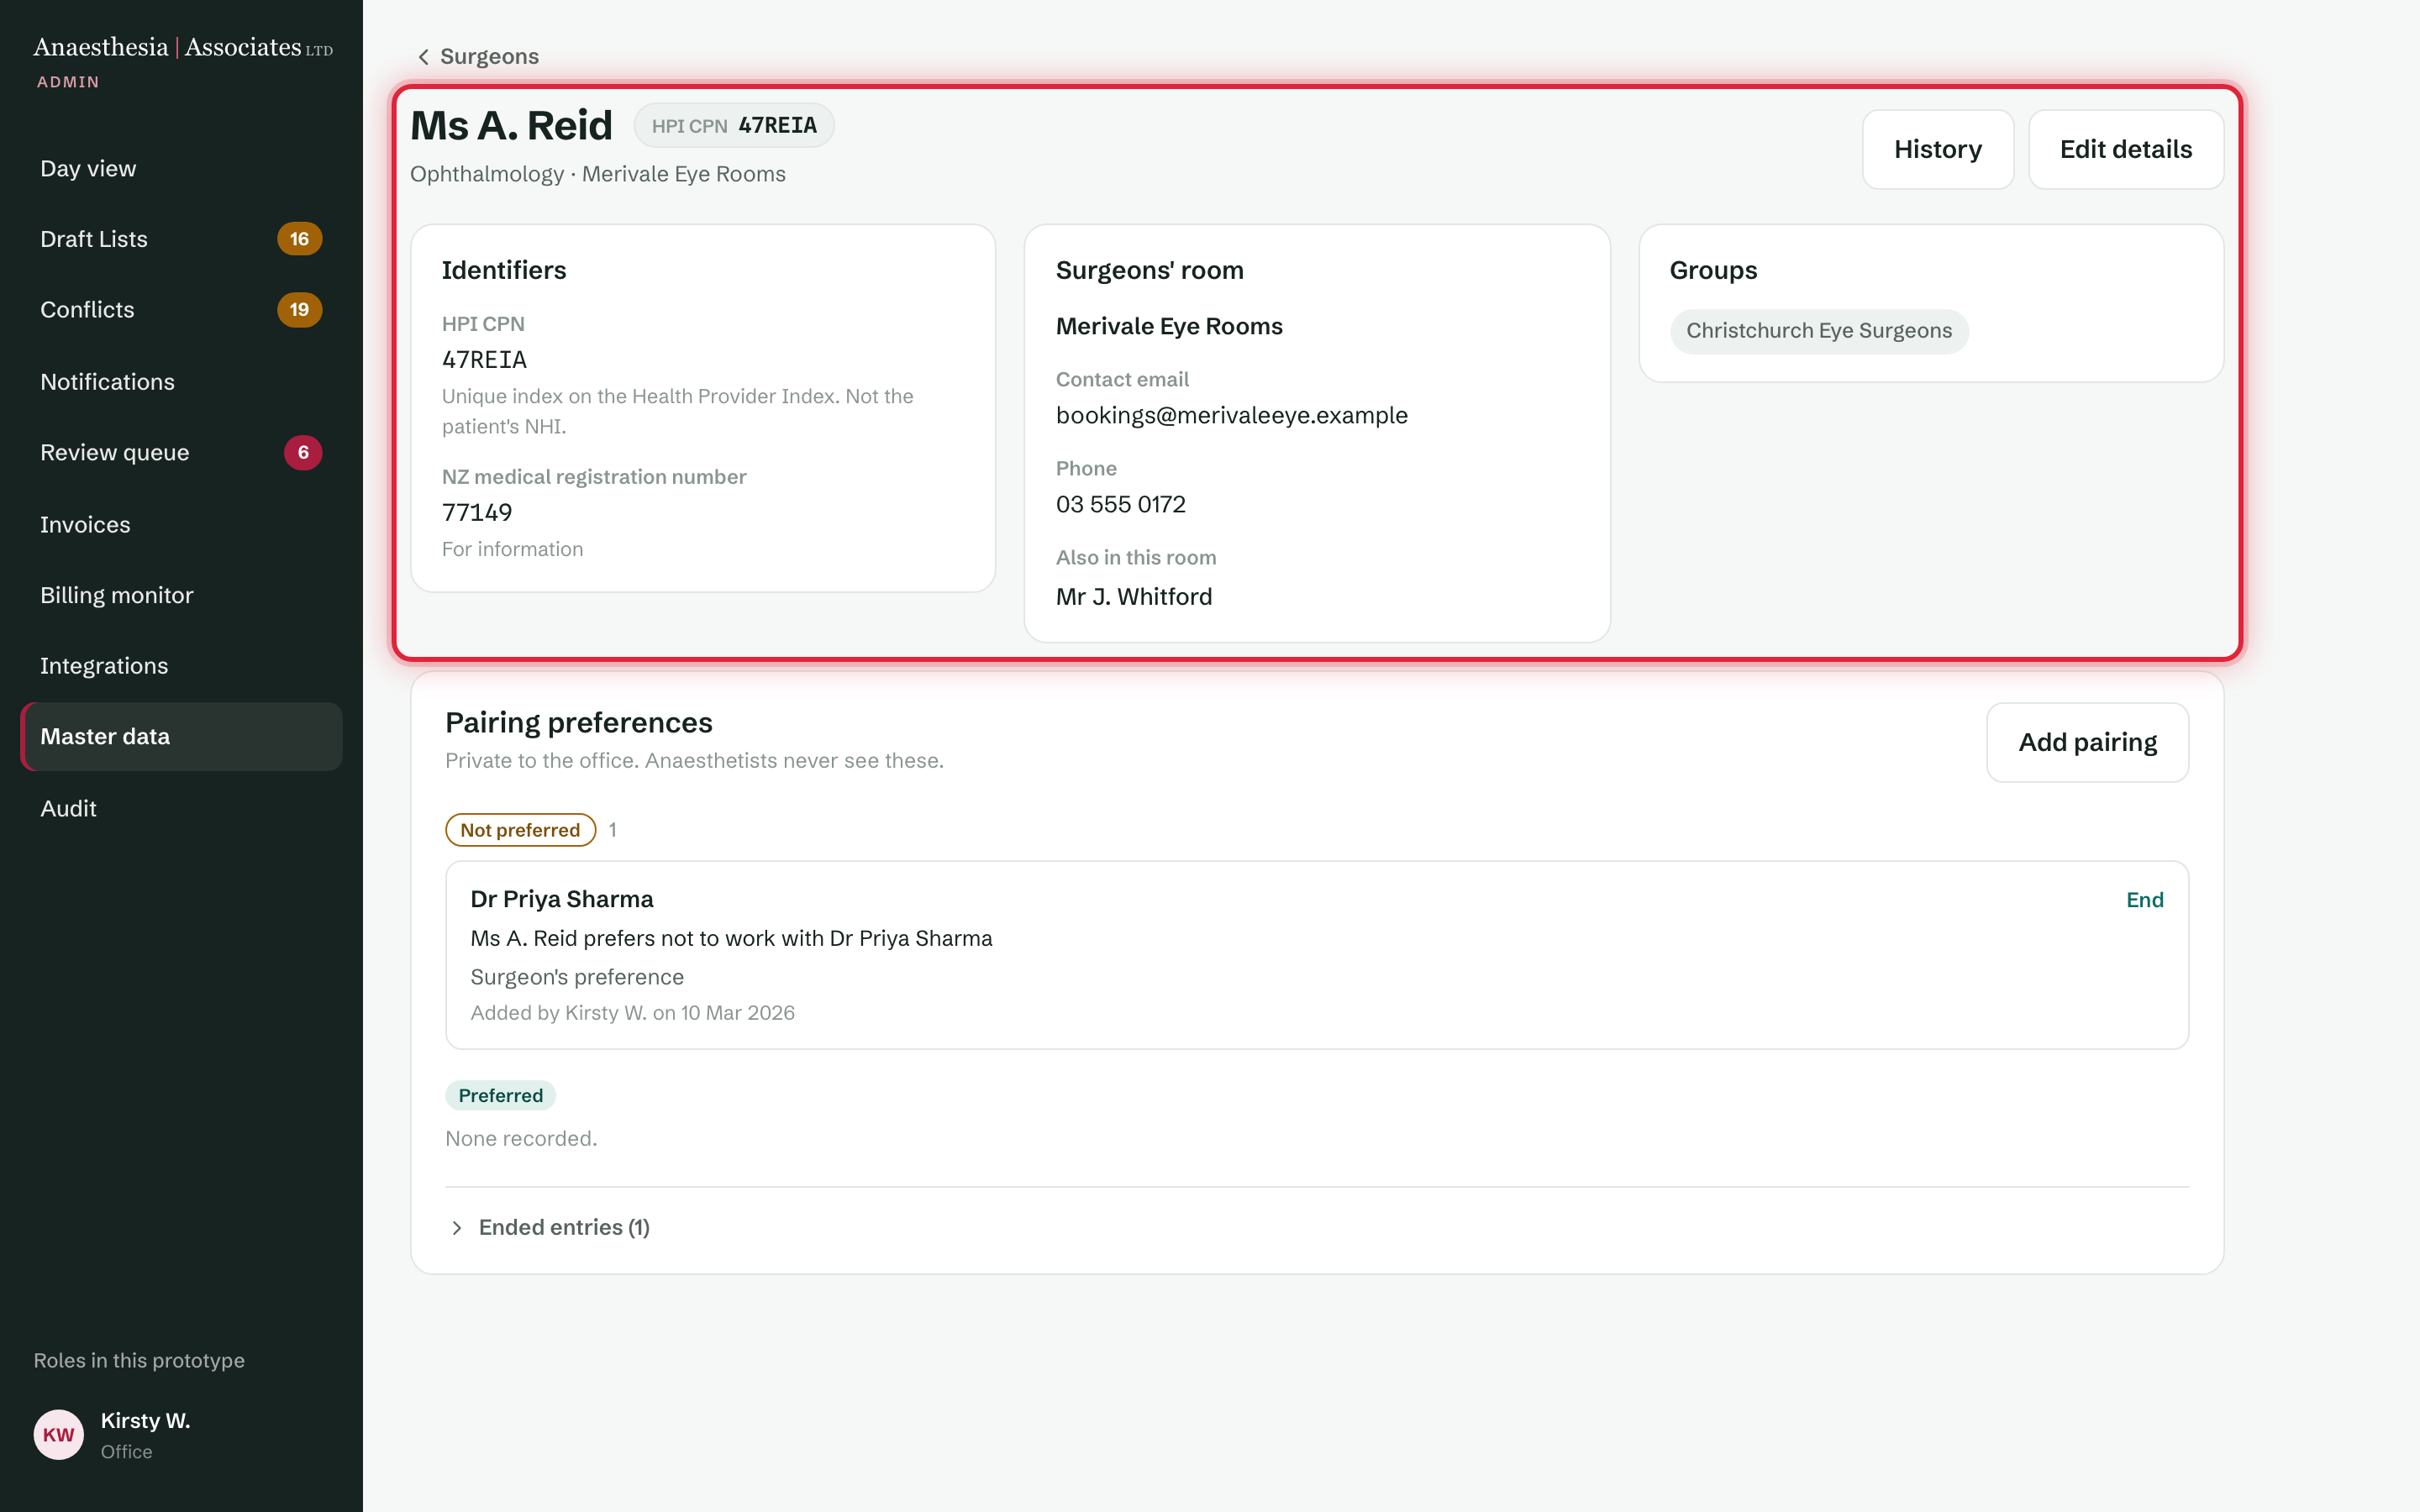 Anaesthesia | Associates LTD
ADMIN
Day view
Draft Lists 16
Conflicts 19
Notifications
Review queue 6
Invoices
Billing monitor
Integrations
Master data
Audit
Roles in this prototype
KW
Kirsty W.
Office
Surgeons
Ms A. Reid HPI CPN 47REIA
Ophthalmology · Merivale Eye Rooms
History
Edit details
Identifiers
HPI CPN
47REIA
Unique index on the Health Provider Index. Not the
patient's NHI.
NZ medical registration number
77149
For information
Surgeons' room
Merivale Eye Rooms
Contact email
bookings@merivaleeye.example
Phone
03 555 0172
Also in this room
Mr J. Whitford
Groups
Christchurch Eye Surgeons
Pairing preferences
Private to the office. Anaesthetists never see these.
Add pairing
Not preferred 1
Dr Priya Sharma
End
Ms A. Reid prefers not to work with Dr Priya Sharma
Surgeon's preference
Added by Kirsty W. on 10 Mar 2026
Preferred
None recorded.
Ended entries (1)